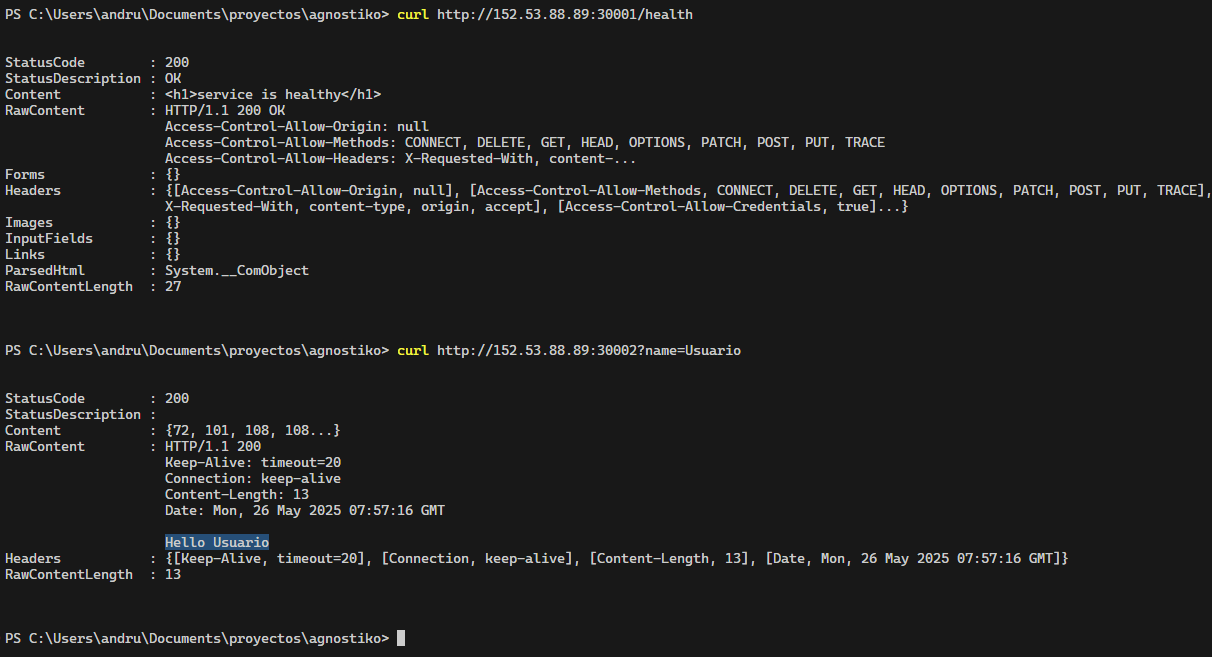 PS C:\Users\andru\Documents\proyectos\agnostiko> curl http://152.53.88.89:30001/health
StatusCode        : 200
StatusDescription : OK
Content           : <h1>service is healthy</h1>
RawContent        : HTTP/1.1 200 OK
                    Access-Control-Allow-Origin: null
                    Access-Control-Allow-Methods: CONNECT, DELETE, GET, HEAD, OPTIONS, PATCH, POST, PUT, TRACE
                    Access-Control-Allow-Headers: X-Requested-With, content-...
Forms             : {}
Headers           : {[Access-Control-Allow-Origin, null], [Access-Control-Allow-Methods, CONNECT, DELETE, GET, HEAD, OPTIONS, PATCH, POST, PUT, TRACE],
                    X-Requested-With, content-type, origin, accept], [Access-Control-Allow-Credentials, true]...}
Images            : {}
InputFields       : {}
Links             : {}
ParsedHtml        : System.__ComObject
RawContentLength  : 27
PS C:\Users\andru\Documents\proyectos\agnostiko> curl http://152.53.88.89:30002?name=Usuario
StatusCode        : 200
StatusDescription :
Content           : {72, 101, 108, 108...}
RawContent        : HTTP/1.1 200
                    Keep-Alive: timeout=20
                    Connection: keep-alive
                    Content-Length: 13
                    Date: Mon, 26 May 2025 07:57:16 GMT
                    Hello Usuario
Headers           : {[Keep-Alive, timeout=20], [Connection, keep-alive], [Content-Length, 13], [Date, Mon, 26 May 2025 07:57:16 GMT]}
RawContentLength  : 13
PS C:\Users\andru\Documents\proyectos\agnostiko>